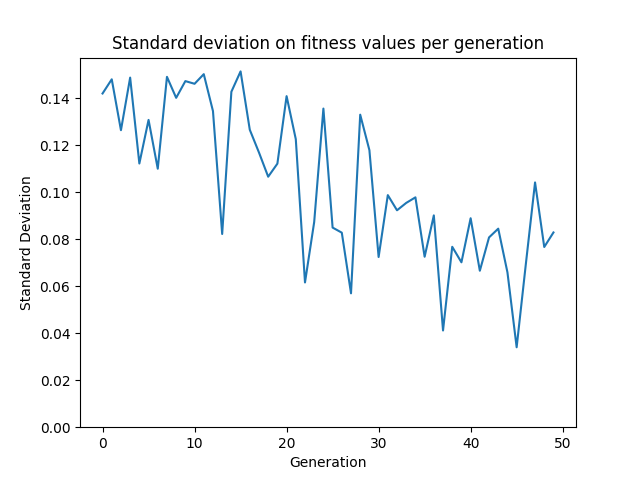 Standard deviation on fitness values per generation
0.14
0.12
0.10
0.08
0.06
0.04
0.02
0.00
Standard Deviation
0 10 20 30 40 50
Generation